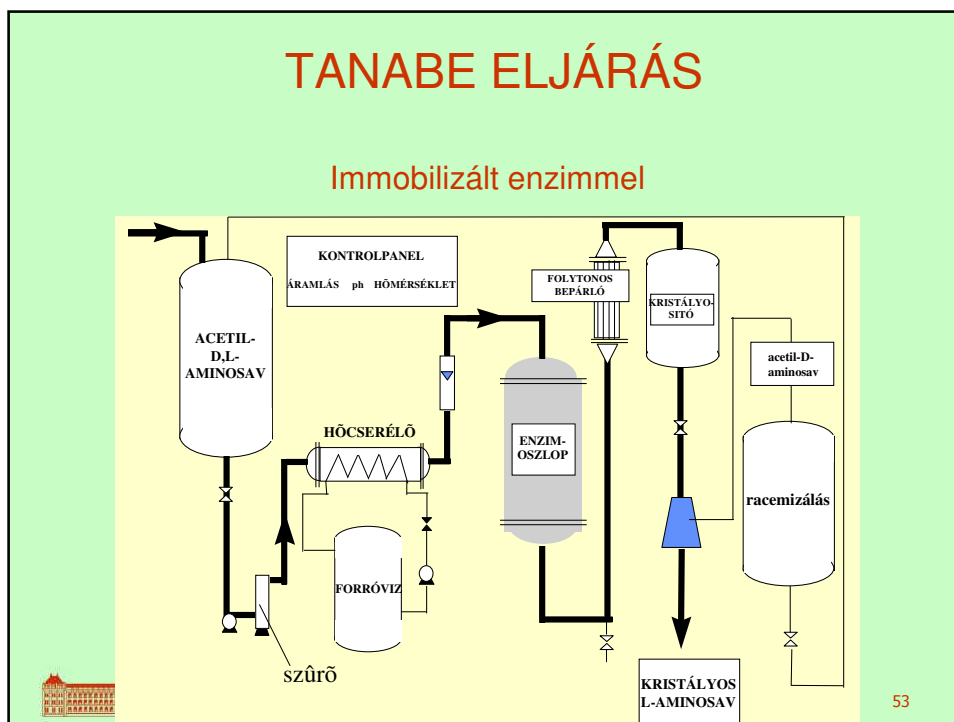 TANABE ELJÁRÁS
Immobilizált enzimmel
KONTROLPANEL
ÁRAMLÁS ph HÕMÉRSÉKLET
ACETIL-
D,L-
AMINOSAV
HÕCSERÉLÕ
FORRÓVIZ
szûrõ
ENZIM-
OSZLOP
FOLYTONOS
BEPÁRLÓ
KRISTÁLYO-
SITÓ
acetil-D-
aminosav
racemizálás
KRISTÁLYOS
L-AMINOSAV
53